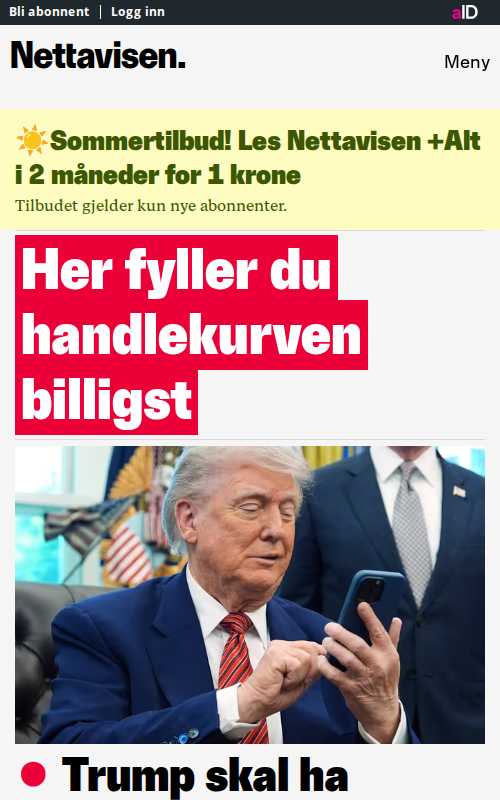 Bli abonnent | Logg inn
aID
Nettavisen.
Meny
☀️Sommertilbud! Les Nettavisen +Alt
i 2 måneder for 1 krone
Tilbudet gjelder kun nye abonnenter.
Her fyller du
handlekurven
billigst
Trump skal ha